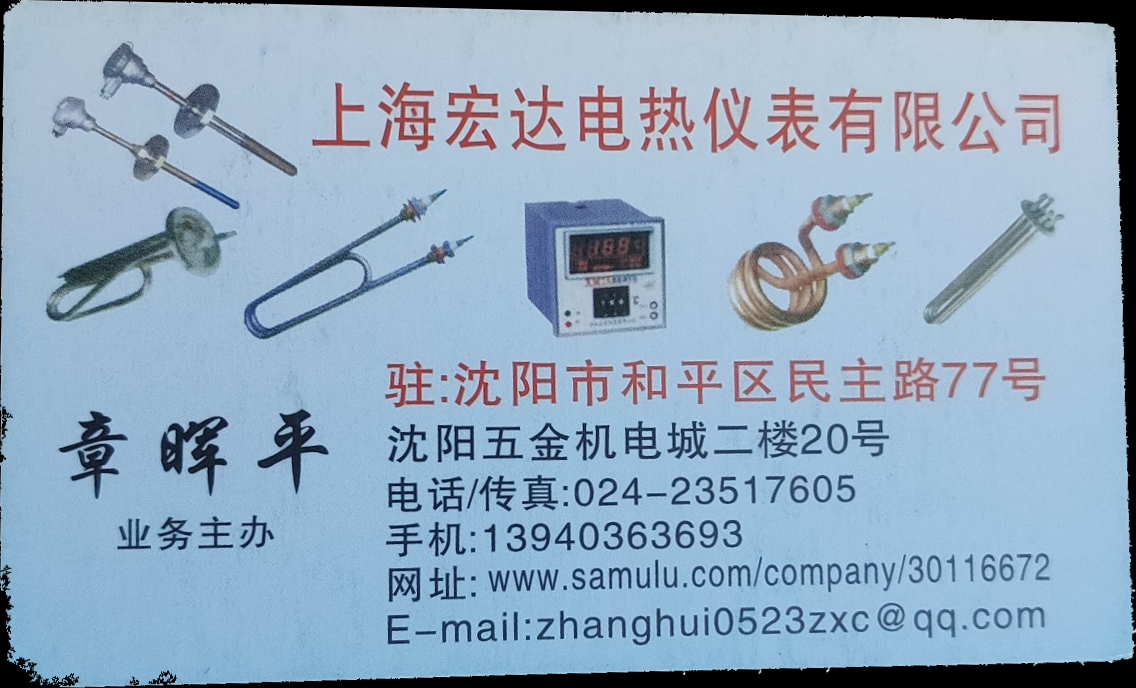 上海宏达电热仪表有限公司
驻:沈阳市和平区民主路77号
沈阳五金机电城二楼20号
电话/传真:024-23517605
手机:13940363693
网址: www.samulu.com/company/30116672
E-mail:zhanghui0523zxc@qq.com
章晖平
业务主办